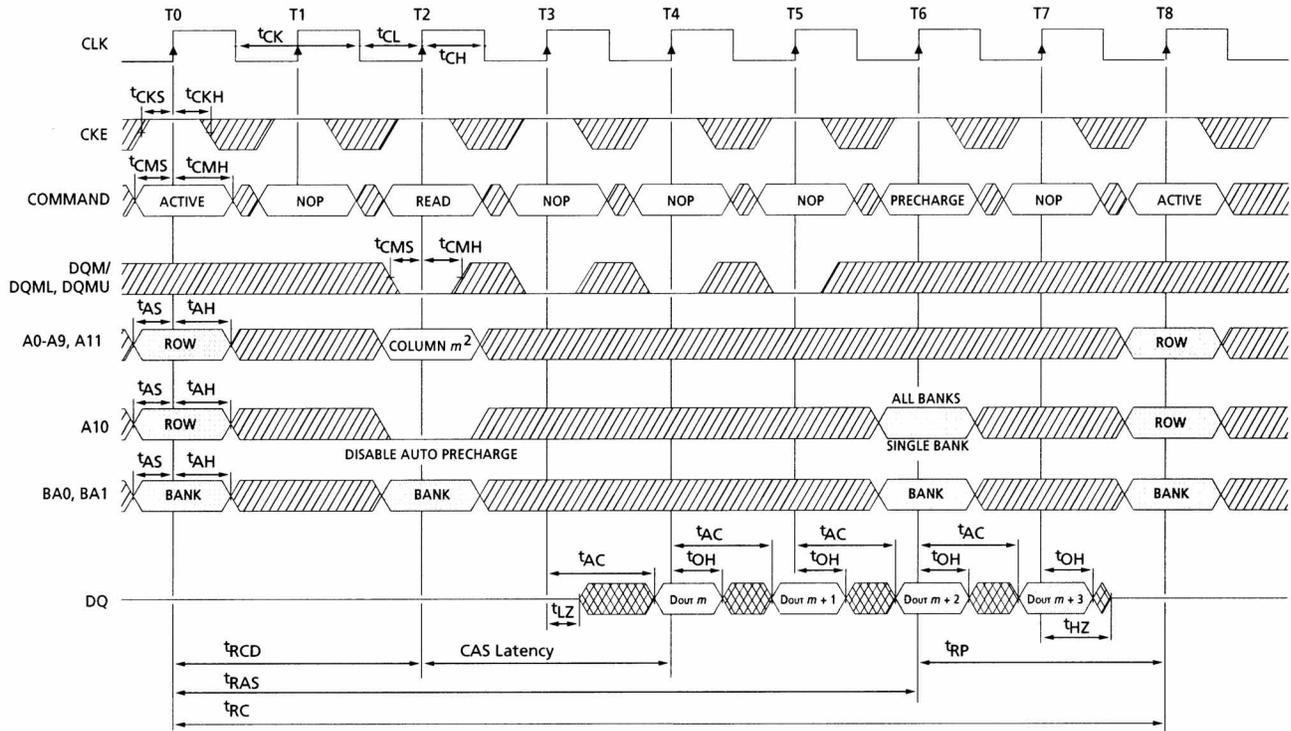 T0 T1 T2 T3 T4 T5 T6 T7 T8
CLK
tCK tCL
tCH
tCKS tCKH
CKE
tCMS tCMH
COMMAND ACTIVE NOP READ NOP NOP NOP PRECHARGE NOP ACTIVE
tCMS tCMH
DQM/
DQML, DQMU
tAS tAH
A0-A9, A11 ROW COLUMN m2 ROW
tAS tAH
ALL BANKS
A10 ROW ROW
DISABLE AUTO PRECHARGE SINGLE BANK
tAS tAH
BA0, BA1 BANK BANK BANK BANK
tAC tAC tAC tAC
tOH tOH tOH tOH
DQ DOUT m DOUT m + 1 DOUT m + 2 DOUT m + 3
tLZ tHZ
tRCD CAS Latency tRP
tRAS
tRC